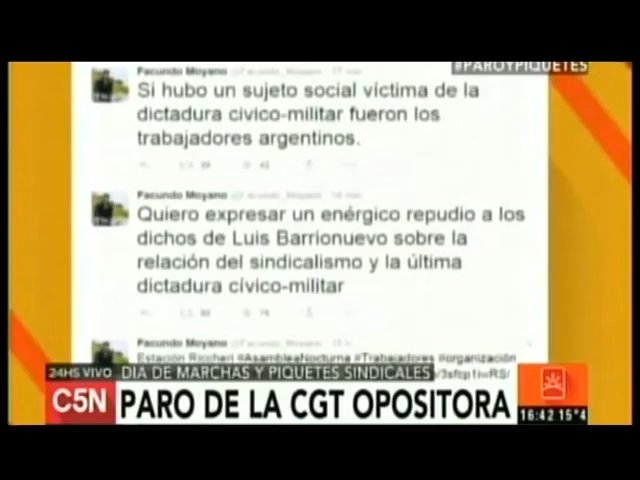 #PAROYPIQUETES
Facundo Moyano
Si hubo un sujeto social víctima de la
dictadura cívico-militar fueron los
trabajadores argentinos.
Facundo Moyano
Quiero expresar un enérgico repudio a los
dichos de Luis Barrionuevo sobre la
relación del sindicalismo y la última
dictadura cívico-militar
Facundo Moyano
Estación Riccheri #AsambleaNocturna #Trabajadores #organización
24HS VIVO DIA DE MARCHAS Y PIQUETES SINDICALES
C5N PARO DE LA CGT OPOSITORA
16:42 15°4